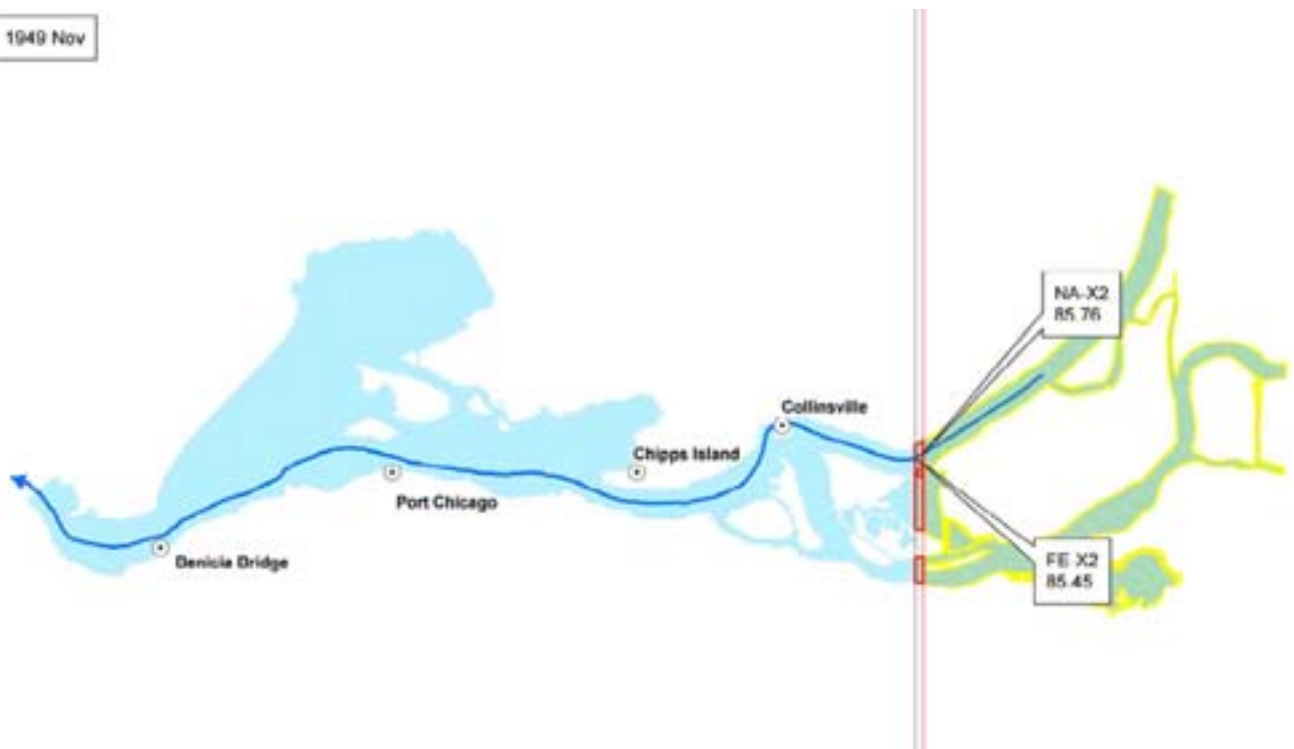 1949 Nov
NA-X2
85.76
Collinsville
Chipps Island
Port Chicago
Benicia Bridge
FE-X2
85.45